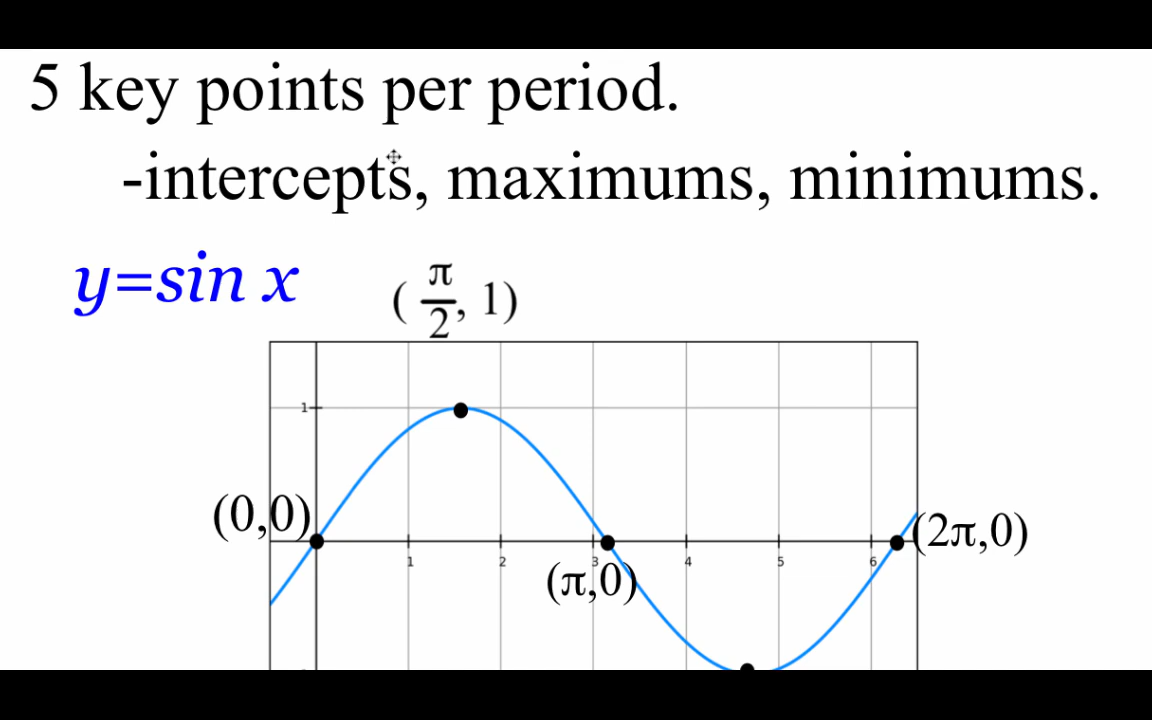 5 key points per period.
-intercepts, maximums, minimums.
y=sin x
( π/2, 1)
1
(0,0)
(2π,0)
1 2 3 4 5 6
(π,0)